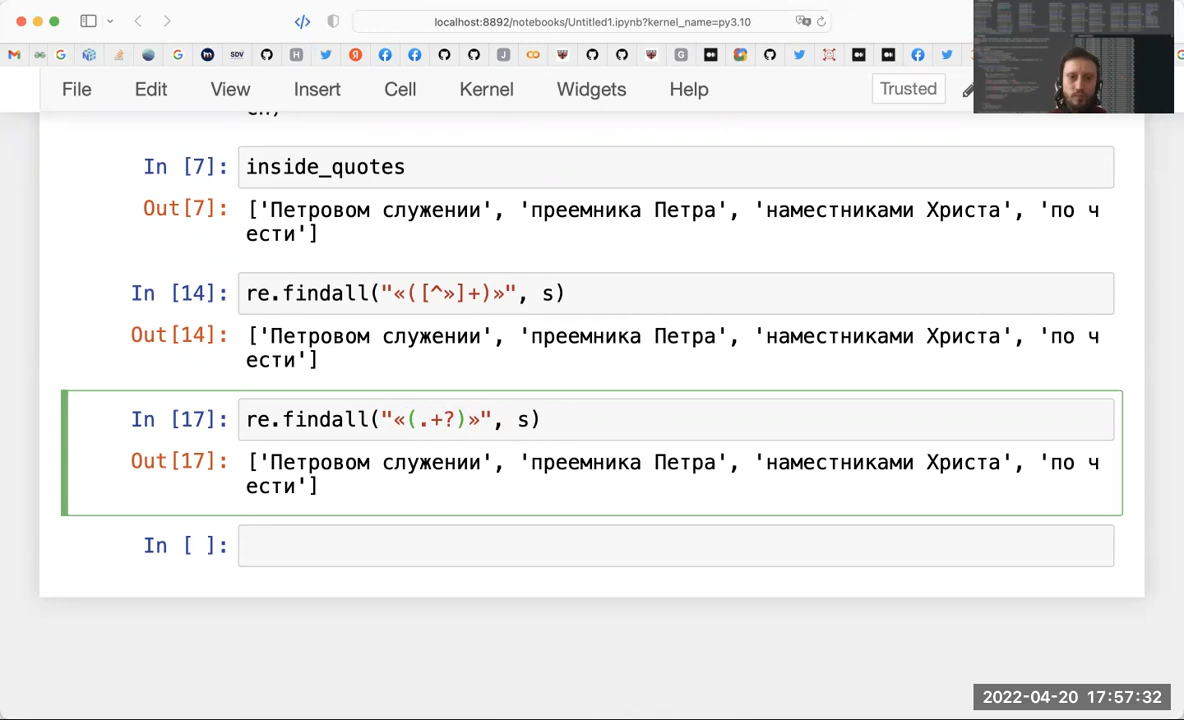 localhost:8892/notebooks/Untitled1.ipynb?kernel_name=py3.10
SDV
File Edit View Insert Cell Kernel Widgets Help Trusted
In [7]: inside_quotes
Out[7]: ['Петровом служении', 'преемника Петра', 'наместниками Христа', 'по ч
ести']
In [14]: re.findall("«([^»]+)»", s)
Out[14]: ['Петровом служении', 'преемника Петра', 'наместниками Христа', 'по ч
ести']
In [17]: re.findall("«(.+?)»", s)
Out[17]: ['Петровом служении', 'преемника Петра', 'наместниками Христа', 'по ч
ести']
In [ ]:
2022-04-20 17:57:32